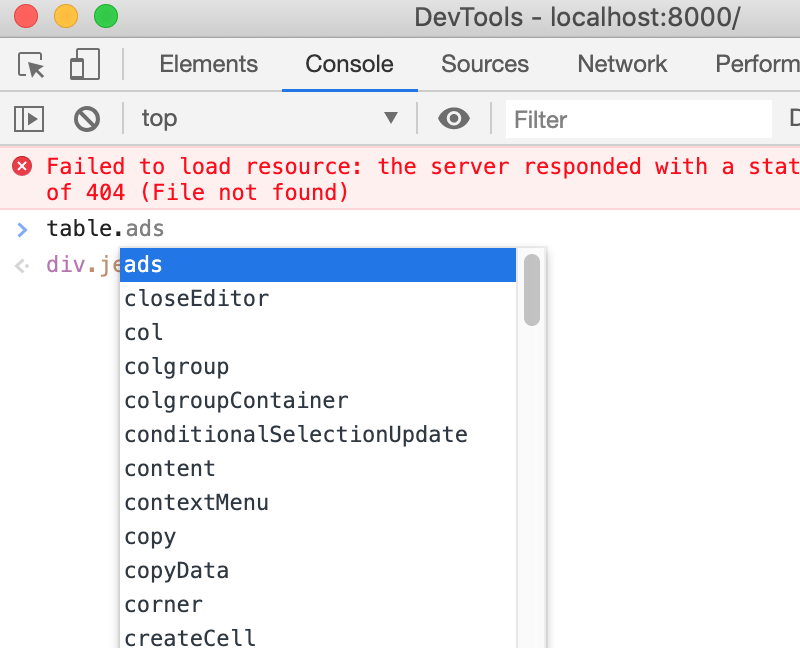 DevTools - localhost:8000/
Elements Console Sources Network Perform
top Filter
Failed to load resource: the server responded with a stat
of 404 (File not found)
table.ads
div.je
ads
closeEditor
col
colgroup
colgroupContainer
conditionalSelectionUpdate
content
contextMenu
copy
copyData
corner
createCell